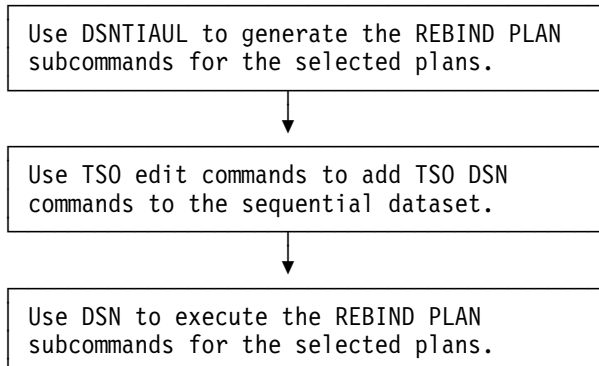 Use DSNTIAUL to generate the REBIND PLAN
subcommands for the selected plans.
Use TSO edit commands to add TSO DSN
commands to the sequential dataset.
Use DSN to execute the REBIND PLAN
subcommands for the selected plans.